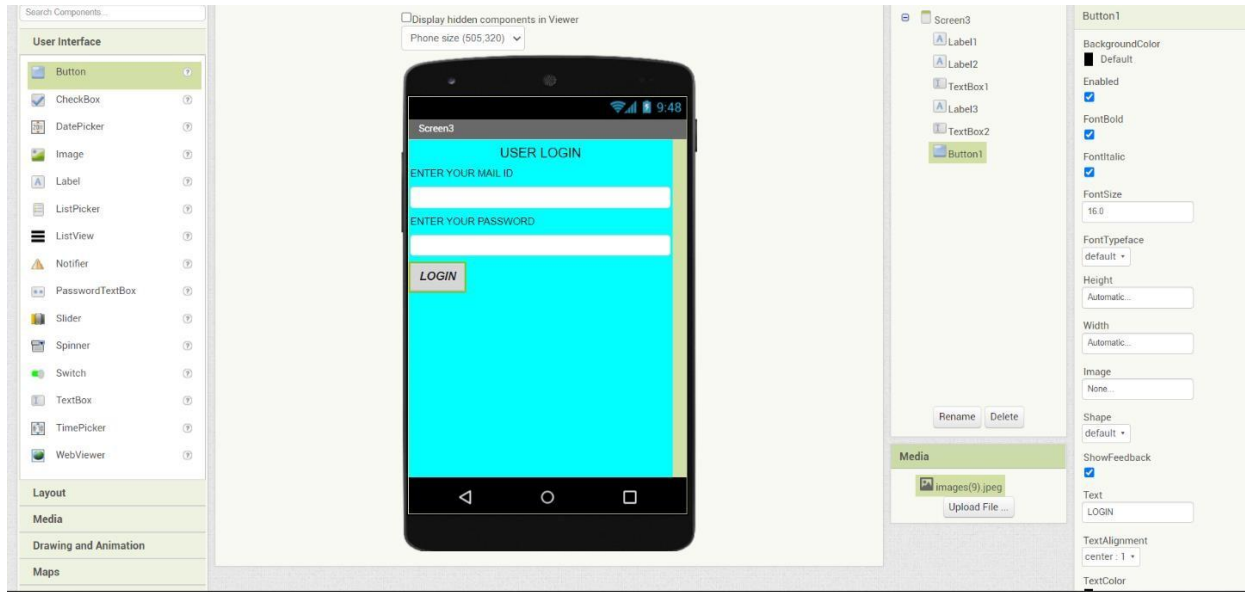 Search Components...
User Interface
Button
CheckBox
DatePicker
Image
Label
ListPicker
ListView
Notifier
PasswordTextBox
Slider
Spinner
Switch
TextBox
TimePicker
WebViewer
Layout
Media
Drawing and Animation
Maps
Display hidden components in Viewer
Phone size (505,320)
9:48
Screen3
USER LOGIN
ENTER YOUR MAIL ID
ENTER YOUR PASSWORD
LOGIN
Screen3
Label1
Label2
TextBox1
Label3
TextBox2
Button1
Rename Delete
Media
images(9).jpeg
Upload File ...
Button1
BackgroundColor
Default
Enabled
FontBold
FontItalic
FontSize
16.0
FontTypeface
default
Height
Automatic...
Width
Automatic...
Image
None...
Shape
default
ShowFeedback
Text
LOGIN
TextAlignment
center : 1
TextColor